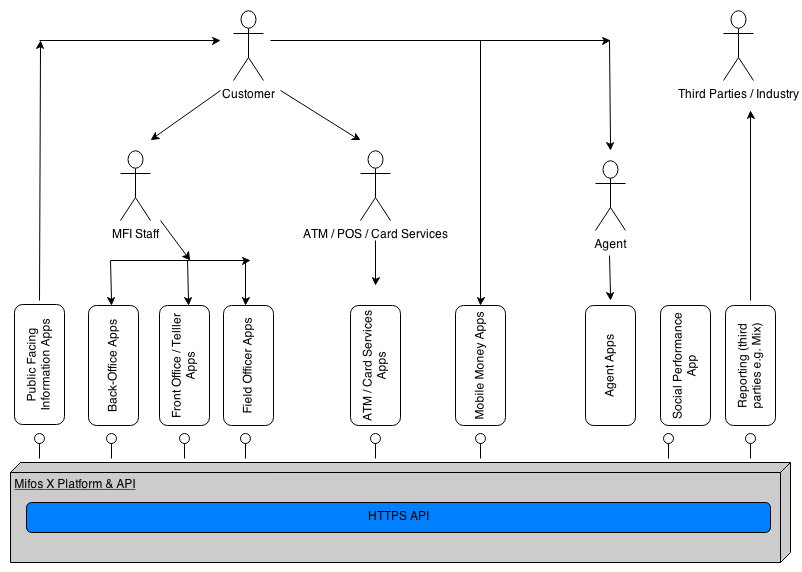 Customer
Third Parties / Industry
MFI Staff
ATM / POS / Card Services
Agent
Public Facing
Information Apps
Back-Office Apps
Front Office / Telller
Apps
Field Officer Apps
ATM / Card Services
Apps
Mobile Money Apps
Agent Apps
Social Performance
App
Reporting (third
parties e.g. Mix)
Mifos X Platform & API
HTTPS API